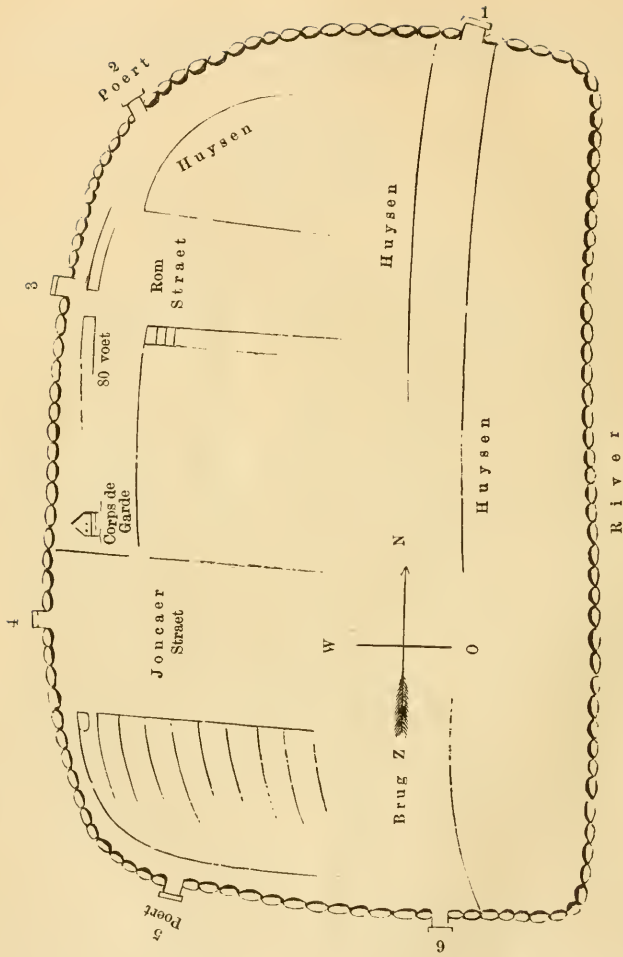 1
2
Poert
3
Huysen
Rom
Straet
Huysen
80 voet
Corps de
Garde
Huysen
4
Joncaer
Straet
N
W
O
Z
Brug
River
5
Poert
6